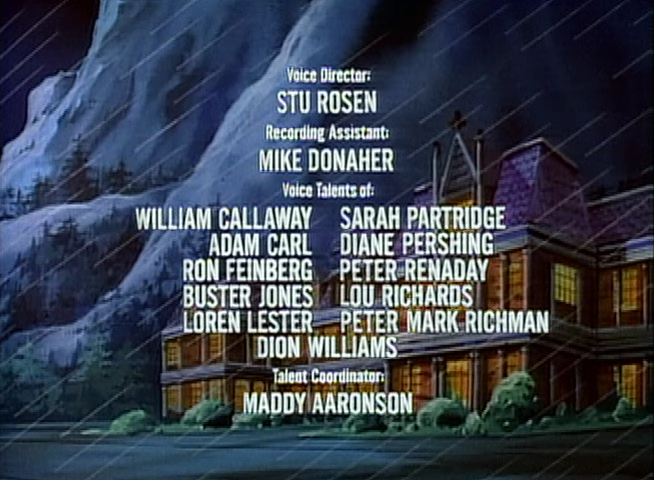 Voice Director:
STU ROSEN
Recording Assistant:
MIKE DONAHER
Voice Talents of:
WILLIAM CALLAWAY SARAH PARTRIDGE
ADAM CARL DIANE PERSHING
RON FEINBERG PETER RENADAY
BUSTER JONES LOU RICHARDS
LOREN LESTER PETER MARK RICHMAN
DION WILLIAMS
Talent Coordinator:
MADDY AARONSON